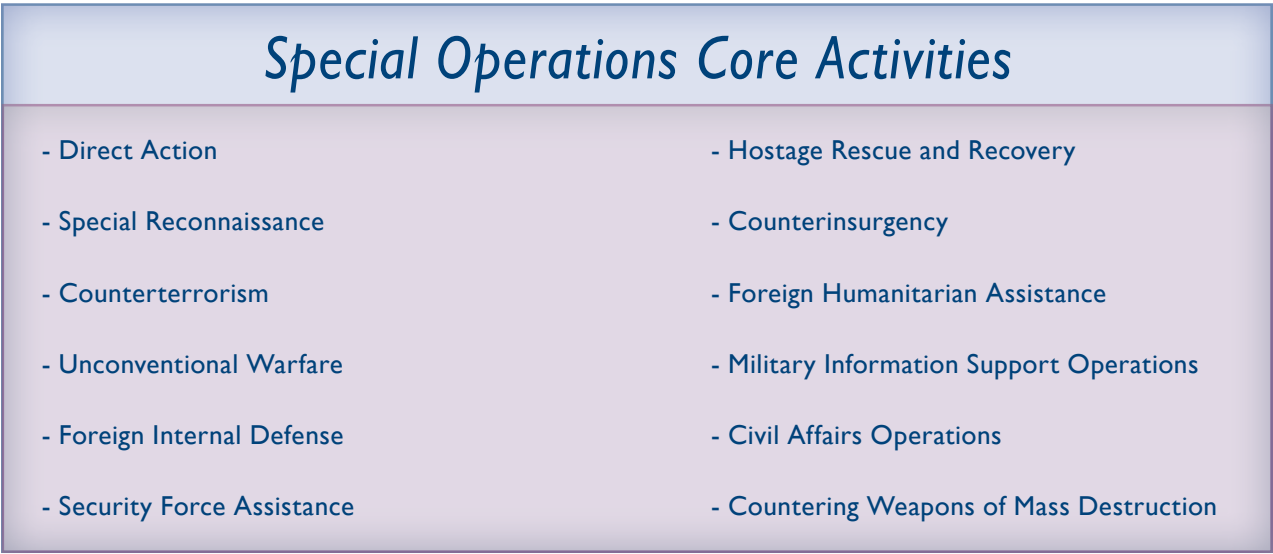 Special Operations Core Activities
- Direct Action
- Special Reconnaissance
- Counterterrorism
- Unconventional Warfare
- Foreign Internal Defense
- Security Force Assistance
- Hostage Rescue and Recovery
- Counterinsurgency
- Foreign Humanitarian Assistance
- Military Information Support Operations
- Civil Affairs Operations
- Countering Weapons of Mass Destruction